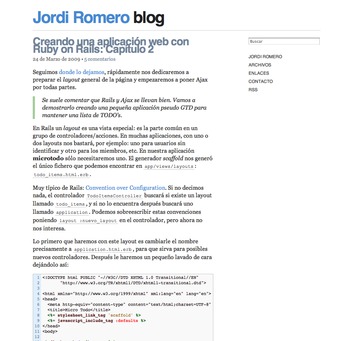 Jordi Romero blog
Creando una aplicación web con
Ruby on Rails: Capítulo 2
24 de Marzo de 2009 • 5 comentarios
Seguimos donde lo dejamos, rápidamente nos dedicaremos a
preparar el layout general de la página y empezaremos a poner Ajax
por todas partes.
Se suele comentar que Rails y Ajax se llevan bien. Vamos a
demostrarlo creando una pequeña aplicación pseudo GTD para
mantener una lista de TODO's.
En Rails un layout es una vista especial: es la parte común en un
grupo de controladores/acciones. En muchas aplicaciones, con uno o
dos layouts nos bastará, por ejemplo: uno para usuarios sin
identificar y otro para los miembros, etc. En nuestra aplicación
microtodo sólo necesitaremos uno. El generador scaffold nos generó
el único fichero que podemos encontrar en app/views/layouts/
todo_items.html.erb.
Muy típico de Rails: Convention over Configuration. Si no decimos
nada, el controlador TodoItemsController buscará si existe un layout
llamado todo_items, y si no lo encuentra después buscará uno
llamado application. Podemos sobreescribir estas convenciones
poniendo layout :nuevo_layout en el controlador, pero ahora no
nos interesa.
Lo primero que haremos con este layout es cambiarle el nombre
precisamente a application.html.erb, para que sirva para posibles
nuevos controladores. Después le haremos un pequeño lavado de cara
dejándolo así:
1 <!DOCTYPE html PUBLIC "-//W3C//DTD XHTML 1.0 Transitional//EN"
2 "http://www.w3.org/TR/xhtml1/DTD/xhtml1-transitional.dtd">
3
4 <html xmlns="http://www.w3.org/1999/xhtml" xml:lang="en" lang="en">
5 <head>
6 <meta http-equiv="content-type" content="text/html;charset=UTF-8"
7 <title>Micro Todo</title>
8 <%= stylesheet_link_tag 'scaffold' %>
9 <%= javascript_include_tag :defaults %>
10 </head>
11 <body>
12
Buscar
JORDI ROMERO
ARCHIVOS
ENLACES
CONTACTO
RSS